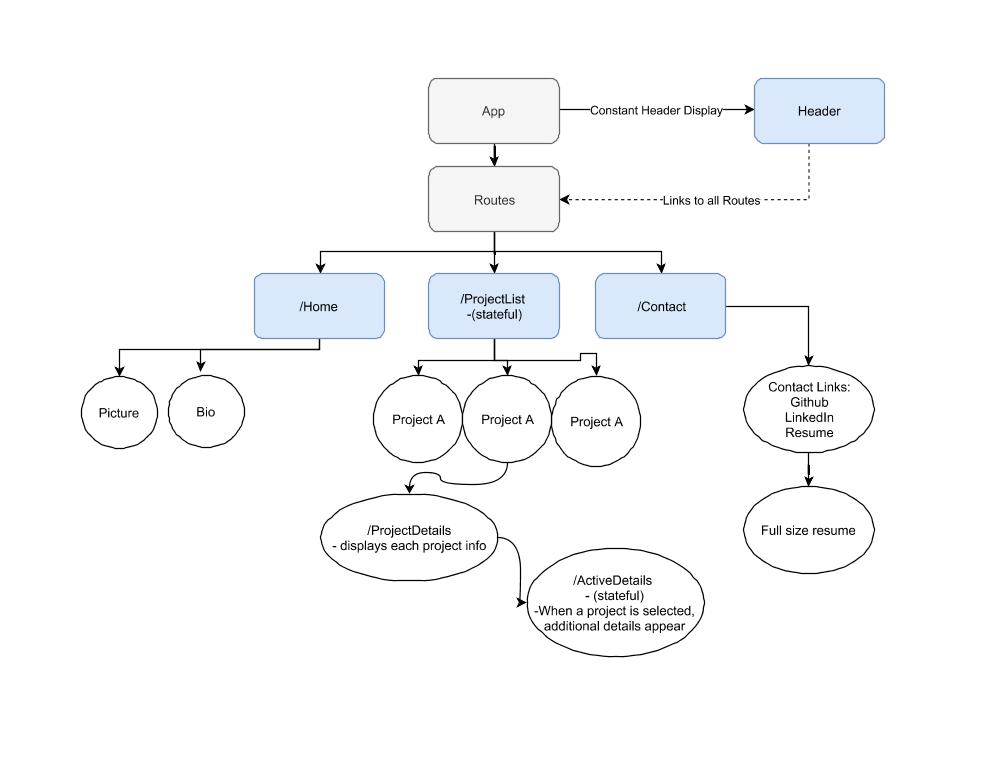 App
Constant Header Display
Header
Routes
Links to all Routes
/Home
/ProjectList
-(stateful)
/Contact
Picture
Bio
Project A
Project A
Project A
Contact Links:
Github
LinkedIn
Resume
/ProjectDetails
- displays each project info
Full size resume
/ActiveDetails
- (stateful)
-When a project is selected,
additional details appear